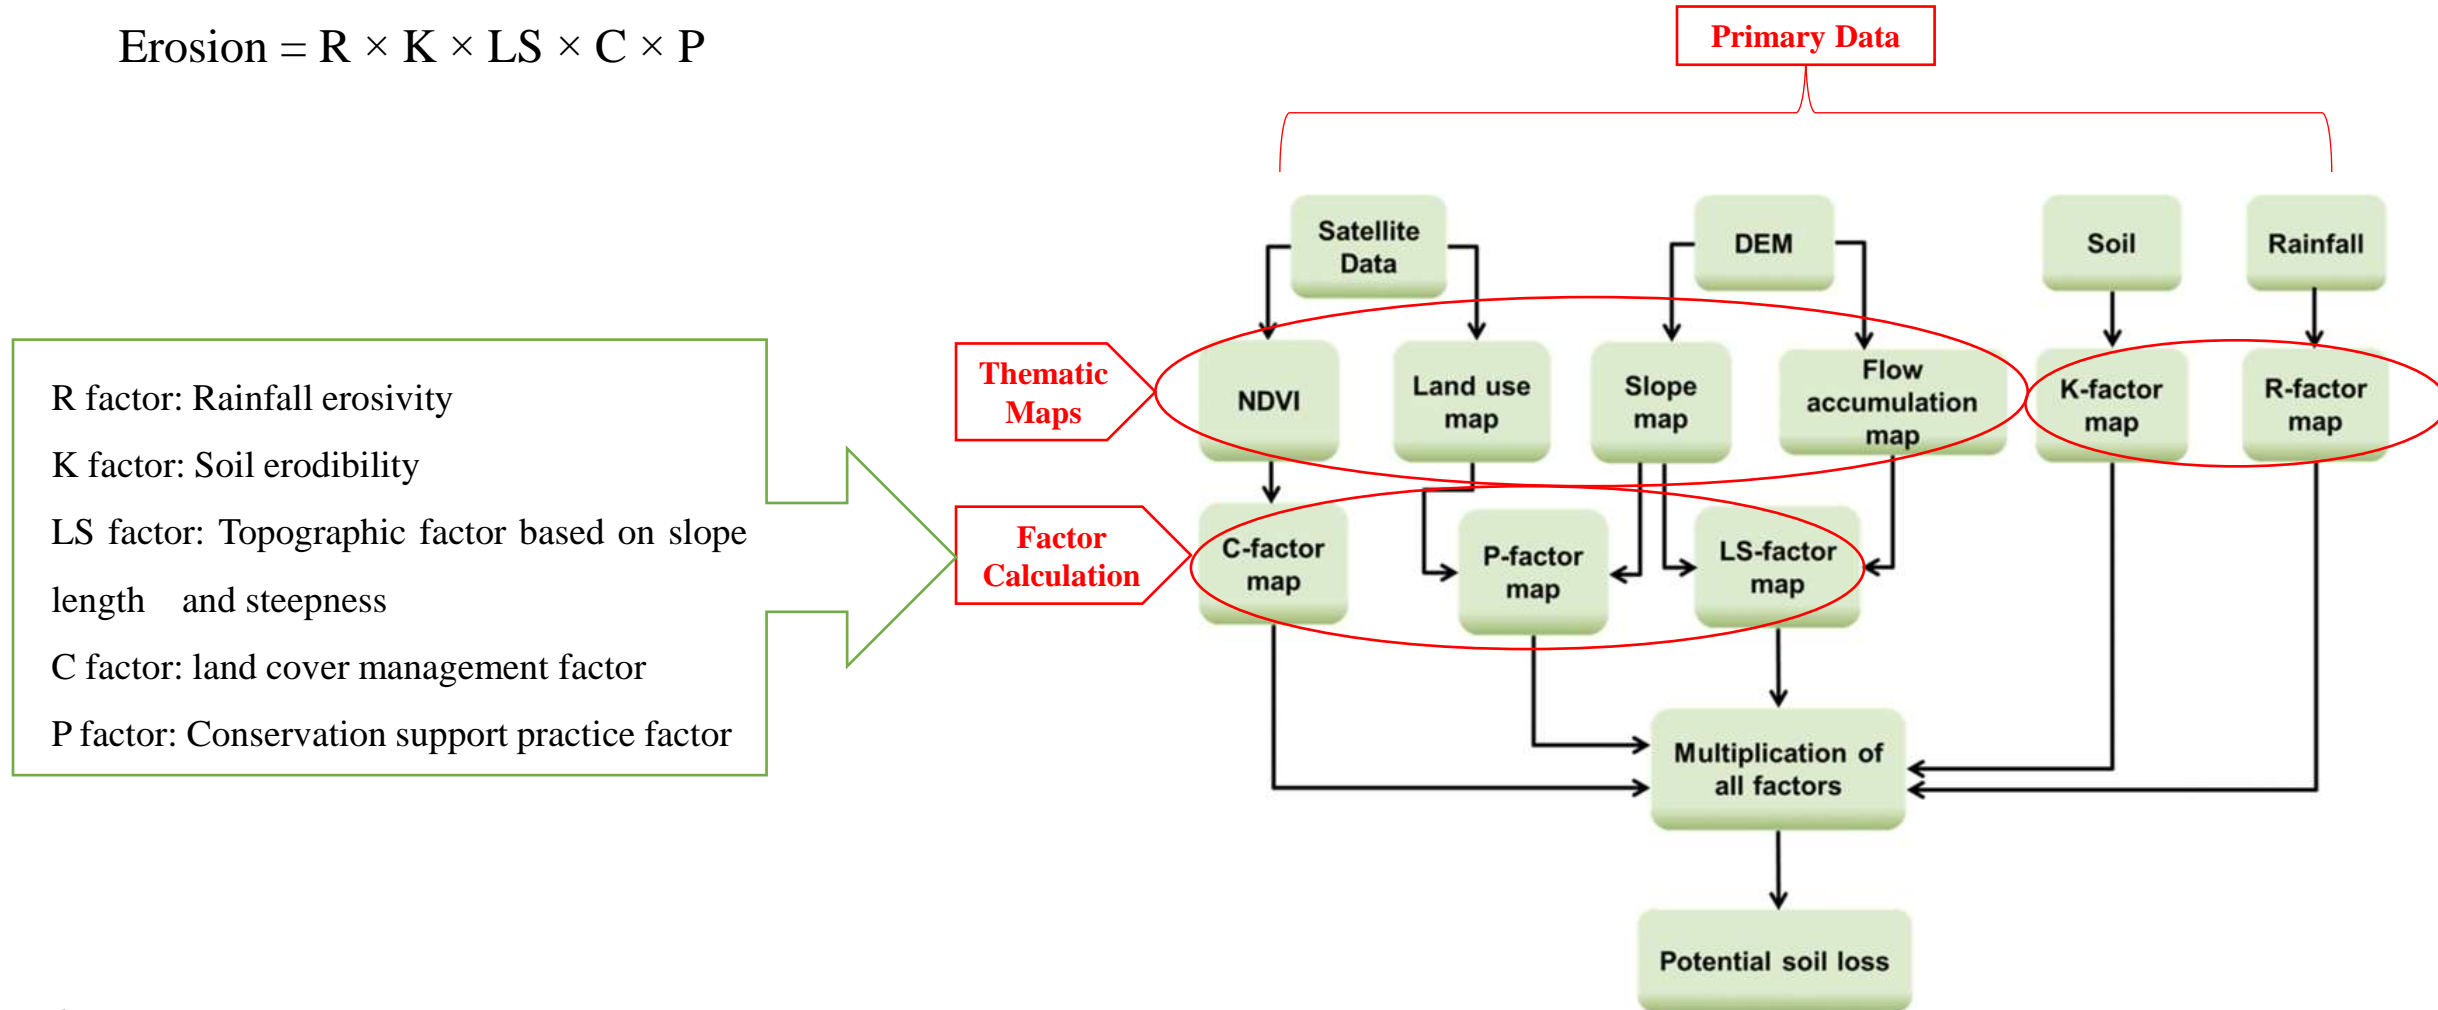 Erosion = R × K × LS × C × P
Primary Data
Satellite
Data
DEM
Soil
Rainfall
Thematic
Maps
NDVI
Land use
map
Slope
map
Flow
accumulation
map
K-factor
map
R-factor
map
R factor: Rainfall erosivity
K factor: Soil erodibility
LS factor: Topographic factor based on slope
length and steepness
C factor: land cover management factor
P factor: Conservation support practice factor
Factor
Calculation
C-factor
map
P-factor
map
LS-factor
map
Multiplication of
all factors
Potential soil loss